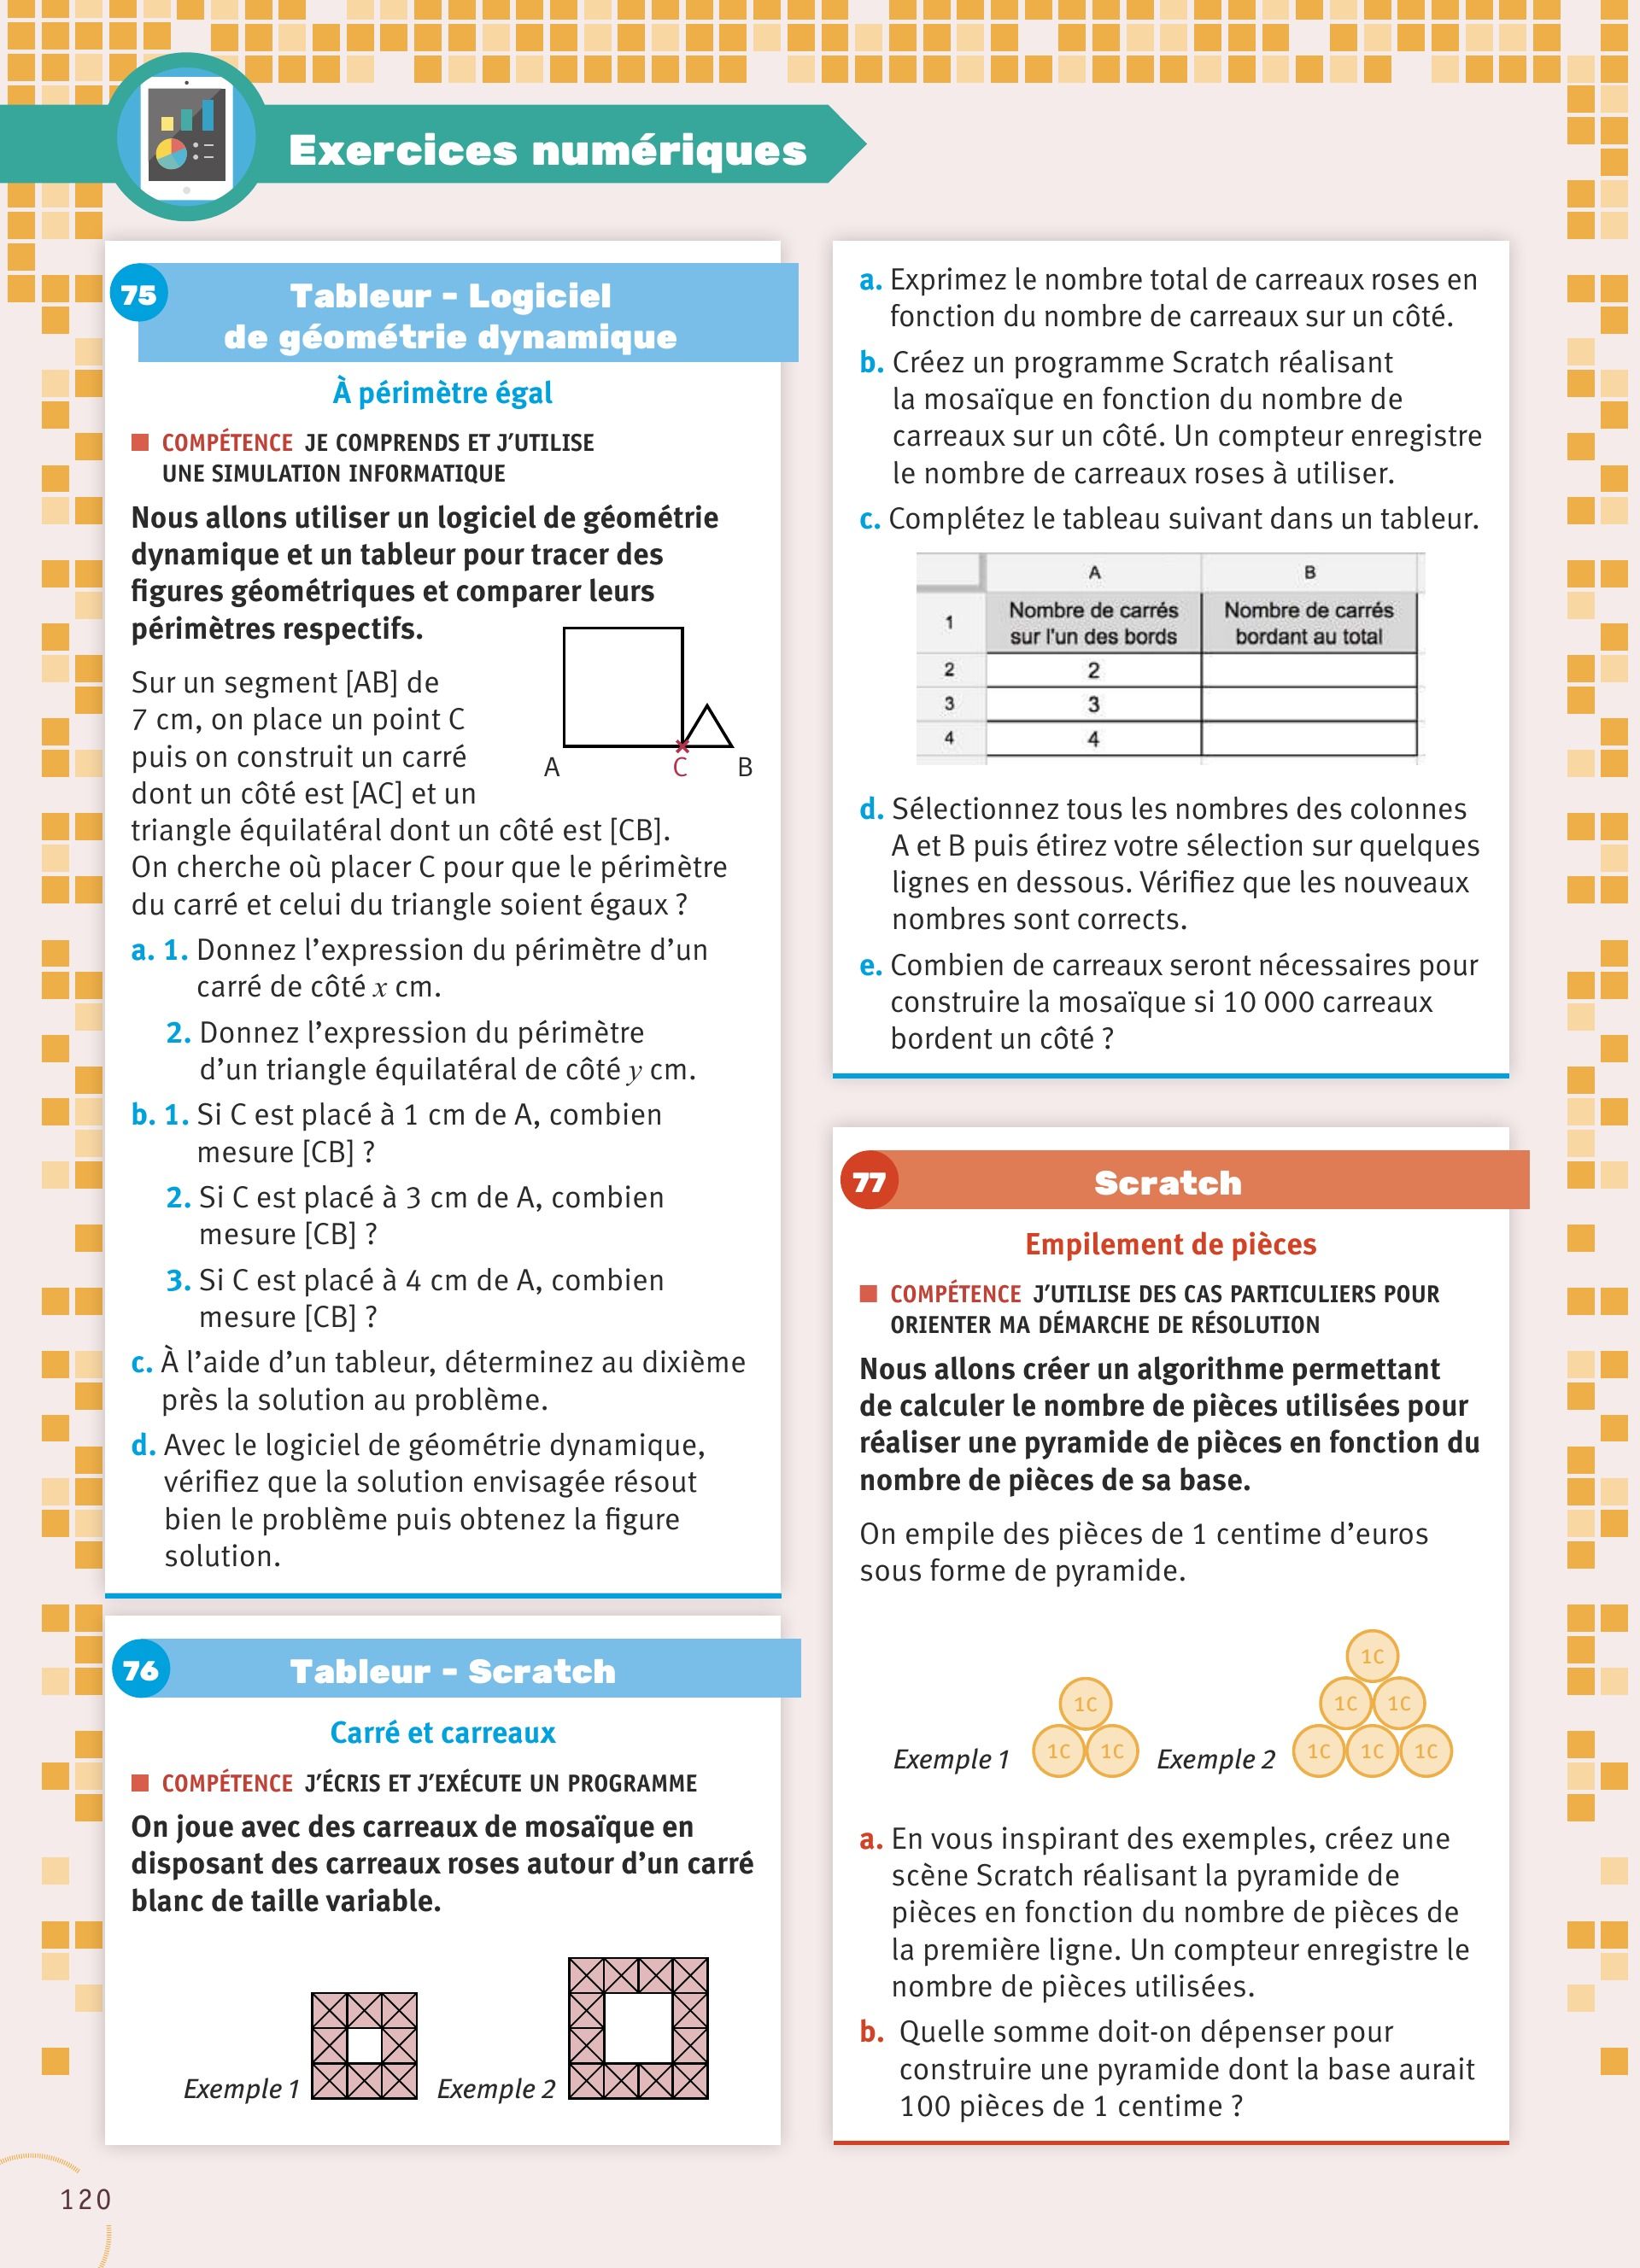 Exercices numériques
75
Tableur - Logiciel
de géométrie dynamique
À périmètre égal
COMPÉTENCE JE COMPRENDS ET J'UTILISE
UNE SIMULATION INFORMATIQUE
Nous allons utiliser un logiciel de géométrie
dynamique et un tableur pour tracer des
figures géométriques et comparer leurs
périmètres respectifs.
Sur un segment [AB] de
7 cm, on place un point C
puis on construit un carré
dont un côté est [AC] et un
triangle équilatéral dont un côté est [CB].
On cherche où placer C pour que le périmètre
du carré et celui du triangle soient égaux ?
A C B
a. 1. Donnez l'expression du périmètre d'un
carré de côté x cm.
2. Donnez l'expression du périmètre
d'un triangle équilatéral de côté y cm.
b. 1. Si C est placé à 1 cm de A, combien
mesure [CB] ?
2. Si C est placé à 3 cm de A, combien
mesure [CB] ?
3. Si C est placé à 4 cm de A, combien
mesure [CB] ?
c. À l'aide d'un tableur, déterminez au dixième
près la solution au problème.
d. Avec le logiciel de géométrie dynamique,
vérifiez que la solution envisagée résout
bien le problème puis obtenez la figure
solution.
76
Tableur - Scratch
Carré et carreaux
COMPÉTENCE J'ÉCRIS ET J'EXÉCUTE UN PROGRAMME
On joue avec des carreaux de mosaïque en
disposant des carreaux roses autour d'un carré
blanc de taille variable.
Exemple 1 Exemple 2
a. Exprimez le nombre total de carreaux roses en
fonction du nombre de carreaux sur un côté.
b. Créez un programme Scratch réalisant
la mosaïque en fonction du nombre de
carreaux sur un côté. Un compteur enregistre
le nombre de carreaux roses à utiliser.
c. Complétez le tableau suivant dans un tableur.
A B
1 Nombre de carrés sur l'un des bords Nombre de carrés bordant au total
2 2
3 3
4 4
d. Sélectionnez tous les nombres des colonnes
A et B puis étirez votre sélection sur quelques
lignes en dessous. Vérifiez que les nouveaux
nombres sont corrects.
e. Combien de carreaux seront nécessaires pour
construire la mosaïque si 10 000 carreaux
bordent un côté ?
77
Scratch
Empilement de pièces
COMPÉTENCE J'UTILISE DES CAS PARTICULIERS POUR
ORIENTER MA DÉMARCHE DE RÉSOLUTION
Nous allons créer un algorithme permettant
de calculer le nombre de pièces utilisées pour
réaliser une pyramide de pièces en fonction du
nombre de pièces de sa base.
On empile des pièces de 1 centime d'euros
sous forme de pyramide.
1C
1C 1C 1C
Exemple 1 1C 1C Exemple 2 1C 1C 1C
a. En vous inspirant des exemples, créez une
scène Scratch réalisant la pyramide de
pièces en fonction du nombre de pièces de
la première ligne. Un compteur enregistre le
nombre de pièces utilisées.
b. Quelle somme doit-on dépenser pour
construire une pyramide dont la base aurait
100 pièces de 1 centime ?
120